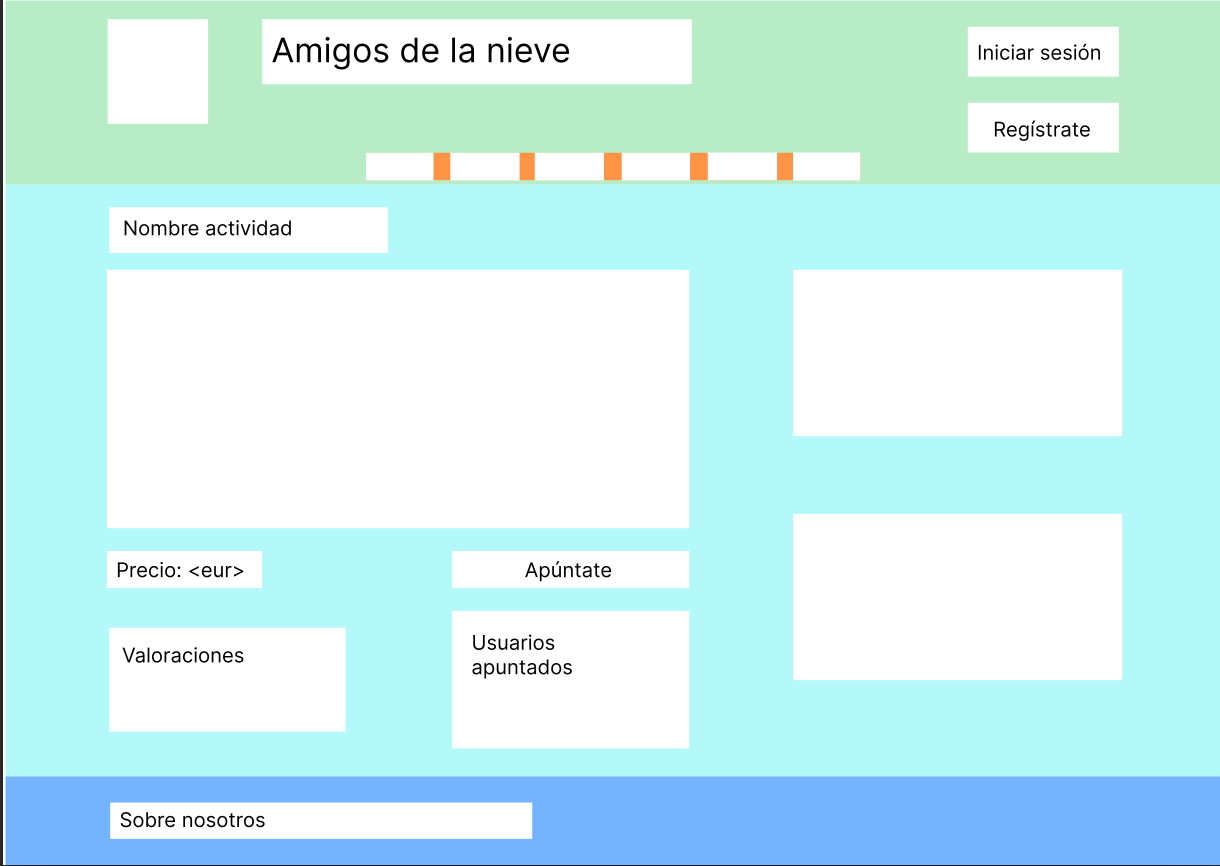 Amigos de la nieve
Iniciar sesión
Regístrate
Nombre actividad
Precio: <eur>
Apúntate
Valoraciones
Usuarios
apuntados
Sobre nosotros